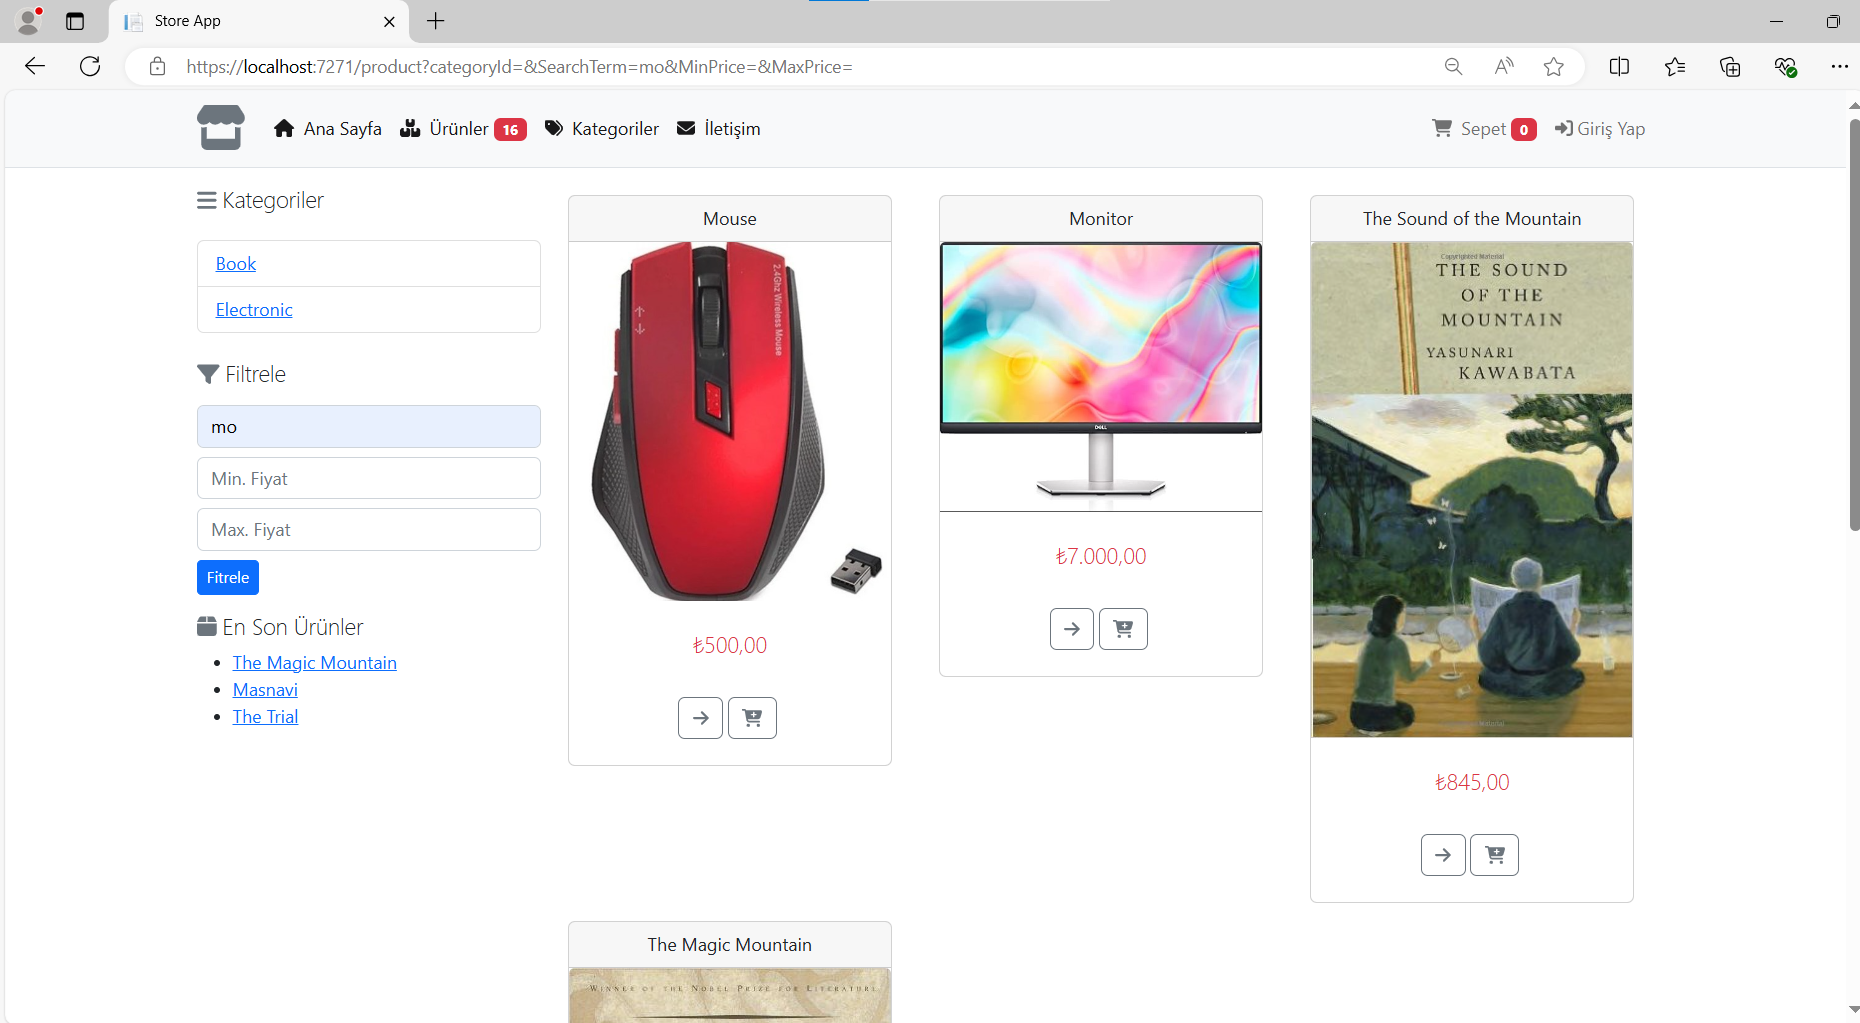 Store App
https://localhost:7271/product?categoryId=&SearchTerm=mo&MinPrice=&MaxPrice=
Ana Sayfa Ürünler 16 Kategoriler İletişim Sepet 0 Giriş Yap
Kategoriler
Book
Electronic
Filtrele
mo
Min. Fiyat
Max. Fiyat
Fitrele
En Son Ürünler
The Magic Mountain
Masnavi
The Trial
Mouse
2.4Ghz Wireless Mouse
₺500,00
Monitor
DELL
₺7.000,00
The Sound of the Mountain
Copyrighted Material
THE SOUND
OF THE
MOUNTAIN
YASUNARI
KAWABATA
₺845,00
The Magic Mountain
WINNER OF THE NOBEL PRIZE FOR LITERATURE